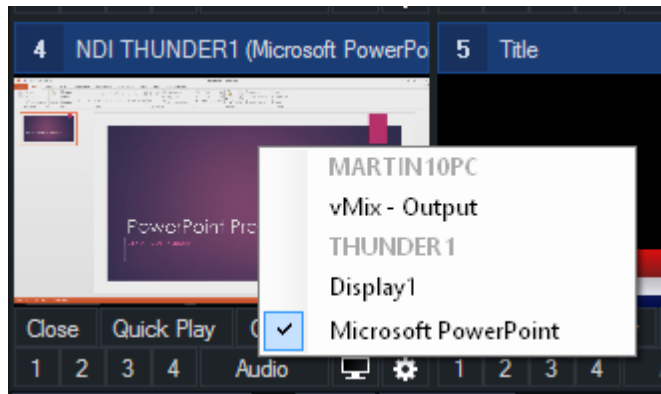 4 NDI THUNDER1 (Microsoft PowerPo
5 Title
MARTIN10PC
vMix - Output
THUNDER1
Display1
Microsoft PowerPoint
PowerPoint Pre
Close Quick Play
1 2 3 4 Audio
1 2 3 4